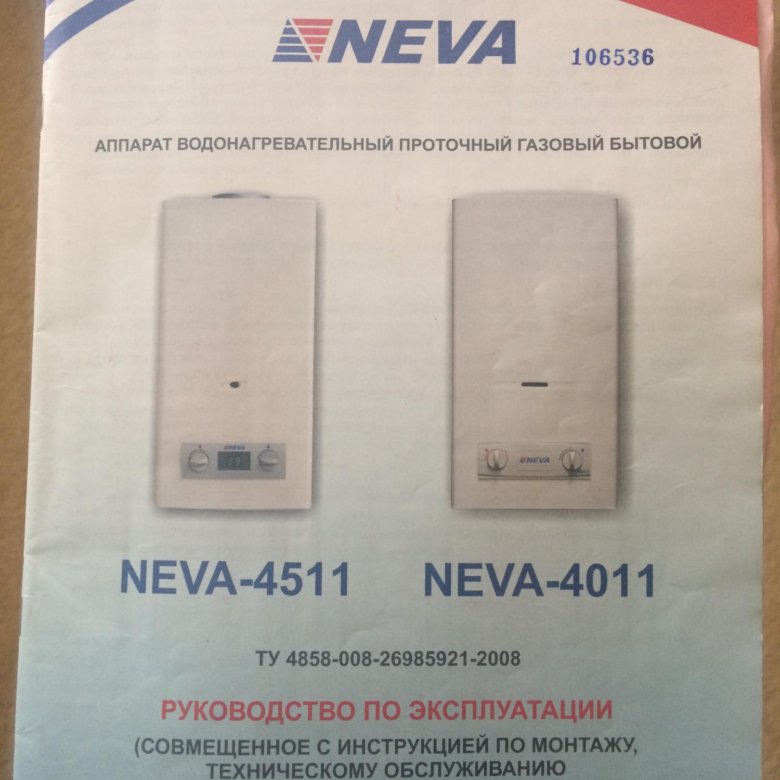 NEVA
106536
АППАРАТ ВОДОНАГРЕВАТЕЛЬНЫЙ ПРОТОЧНЫЙ ГАЗОВЫЙ БЫТОВОЙ
NEVA
39
NEVA
NEVA-4511 NEVA-4011
ТУ 4858-008-26985921-2008
РУКОВОДСТВО ПО ЭКСПЛУАТАЦИИ
(СОВМЕЩЕННОЕ С ИНСТРУКЦИЕЙ ПО МОНТАЖУ,
ТЕХНИЧЕСКОМУ ОБСЛУЖИВАНИЮ